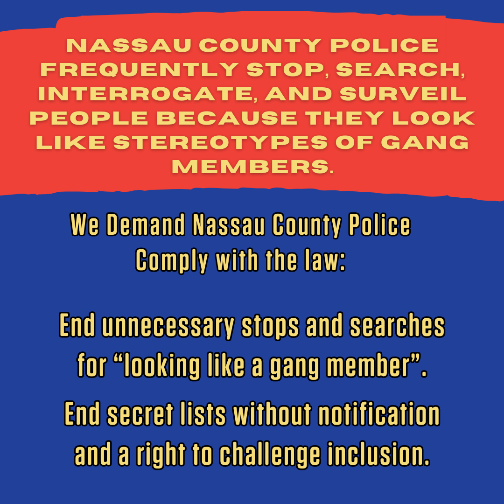 NASSAU COUNTY POLICE
FREQUENTLY STOP, SEARCH,
INTERROGATE, AND SURVEIL
PEOPLE BECAUSE THEY LOOK
LIKE STEREOTYPES OF GANG
MEMBERS.
We Demand Nassau County Police
Comply with the law:
End unnecessary stops and searches
for “looking like a gang member”.
End secret lists without notification
and a right to challenge inclusion.